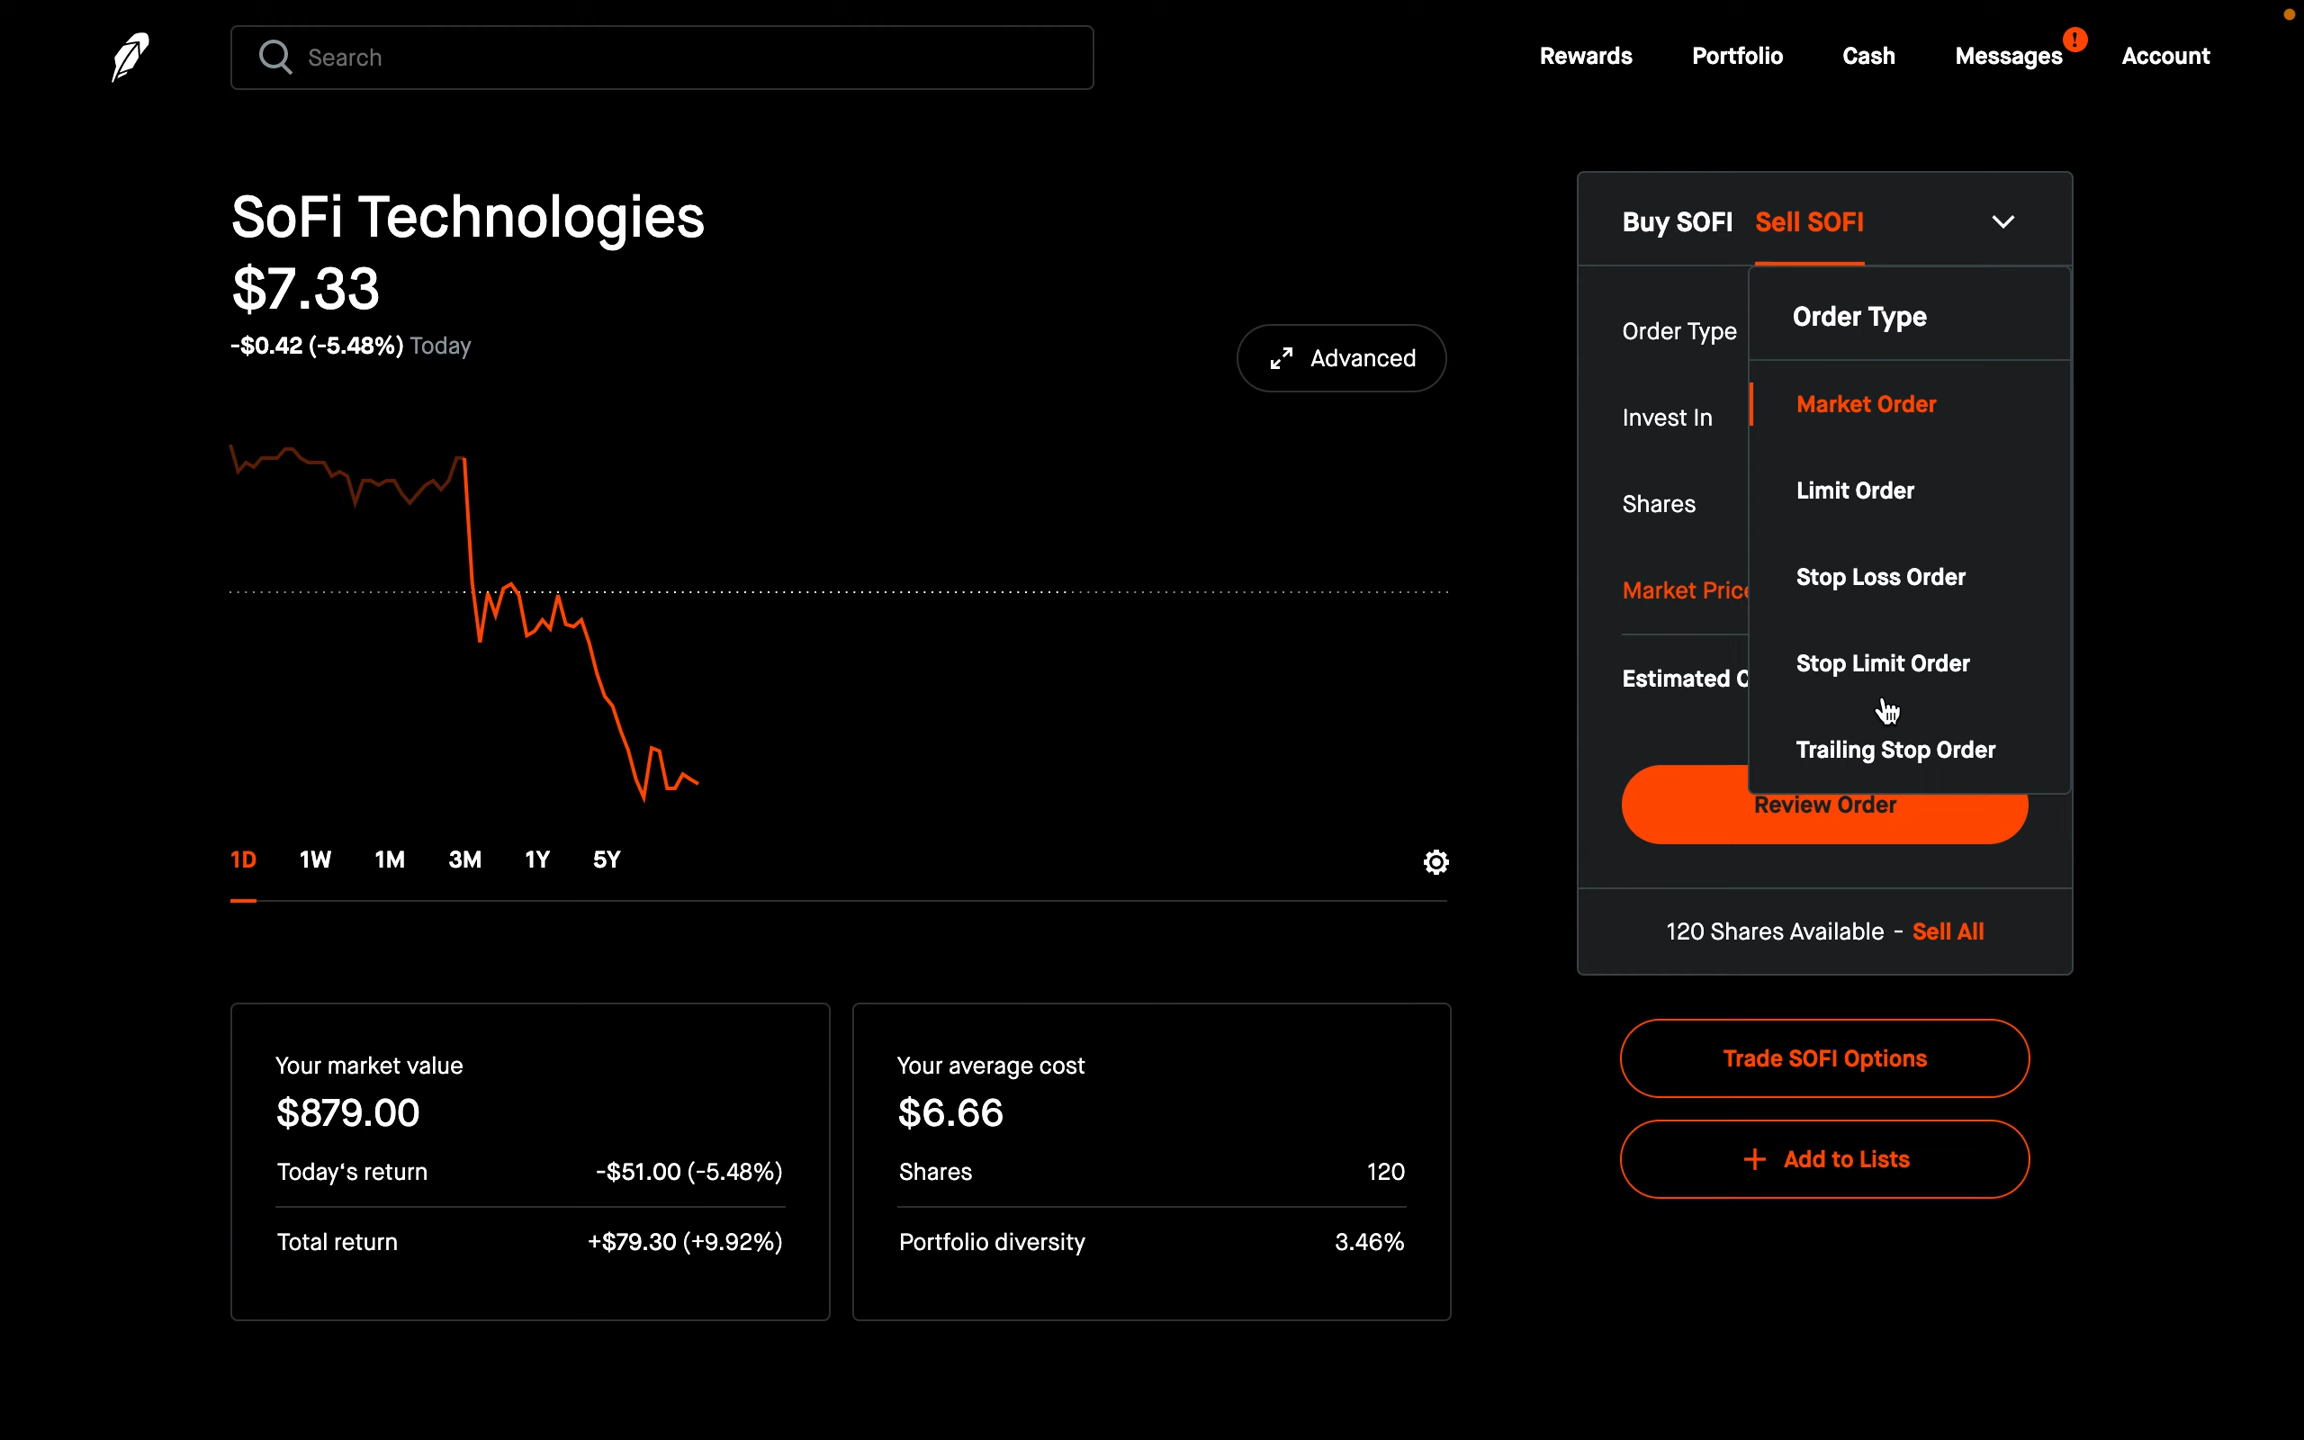 Search
Rewards
Portfolio
Cash
Messages
!
Account
SoFi Technologies
$7.33
-$0.42 (-5.48%) Today
Advanced
1D 1W 1M 3M 1Y 5Y
Your market value
$879.00
Today's return -$51.00 (-5.48%)
Total return +$79.30 (+9.92%)
Your average cost
$6.66
Shares 120
Portfolio diversity 3.46%
Buy SOFI Sell SOFI
Order Type
Invest In
Shares
Market Price
Estimated C
Order Type
Market Order
Limit Order
Stop Loss Order
Stop Limit Order
Trailing Stop Order
Review Order
120 Shares Available - Sell All
Trade SOFI Options
+ Add to Lists